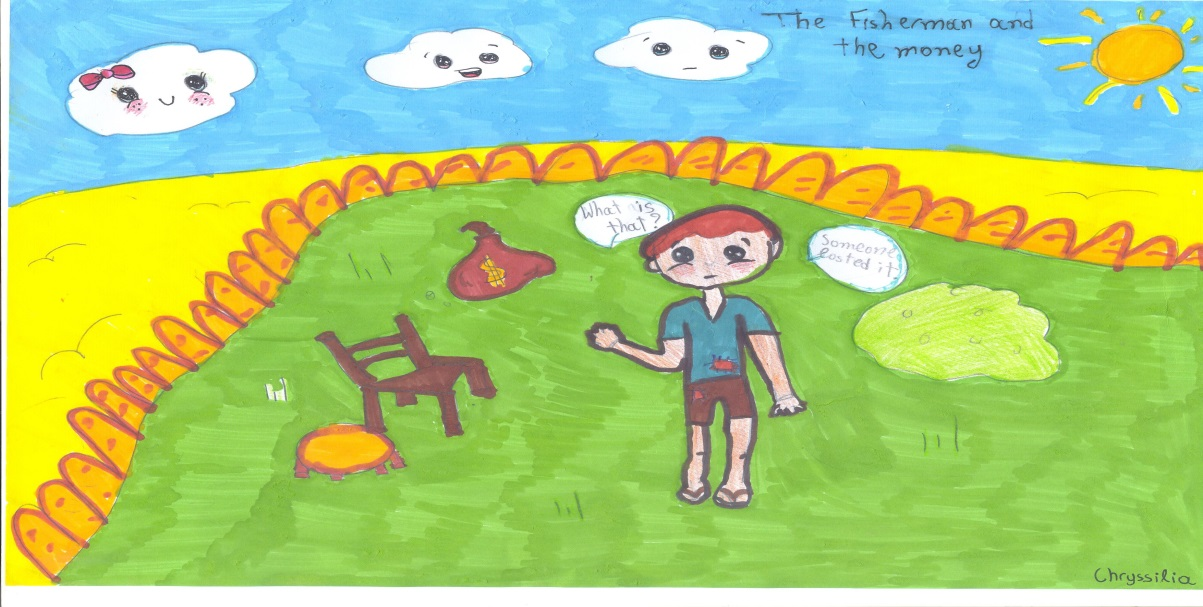 The Fisherman and
the money
What is
that?
Someone
losted it
$
Chryssilia